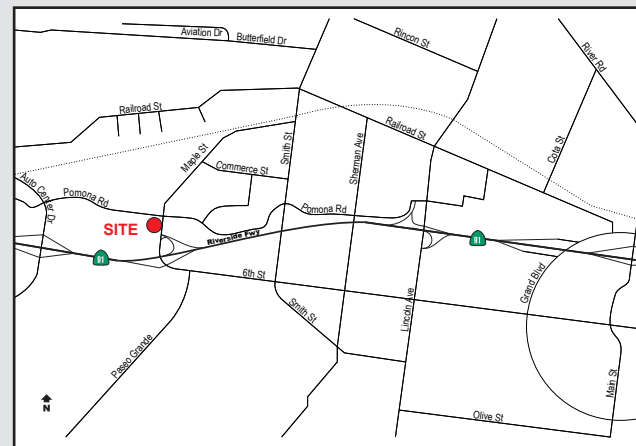 Aviation Dr
Butterfield Dr
Rincon St
River Rd
Railroad St
Railroad St
Maple St
Smith St
Sherman Ave
Cota St
Commerce St
Auto Center Dr
Pomona Rd
Pomona Rd
SITE
Riverside Fwy
91
91
6th St
Grand Blvd
Smith St
Lincoln Ave
Paseo Grande
Main St
Olive St
N